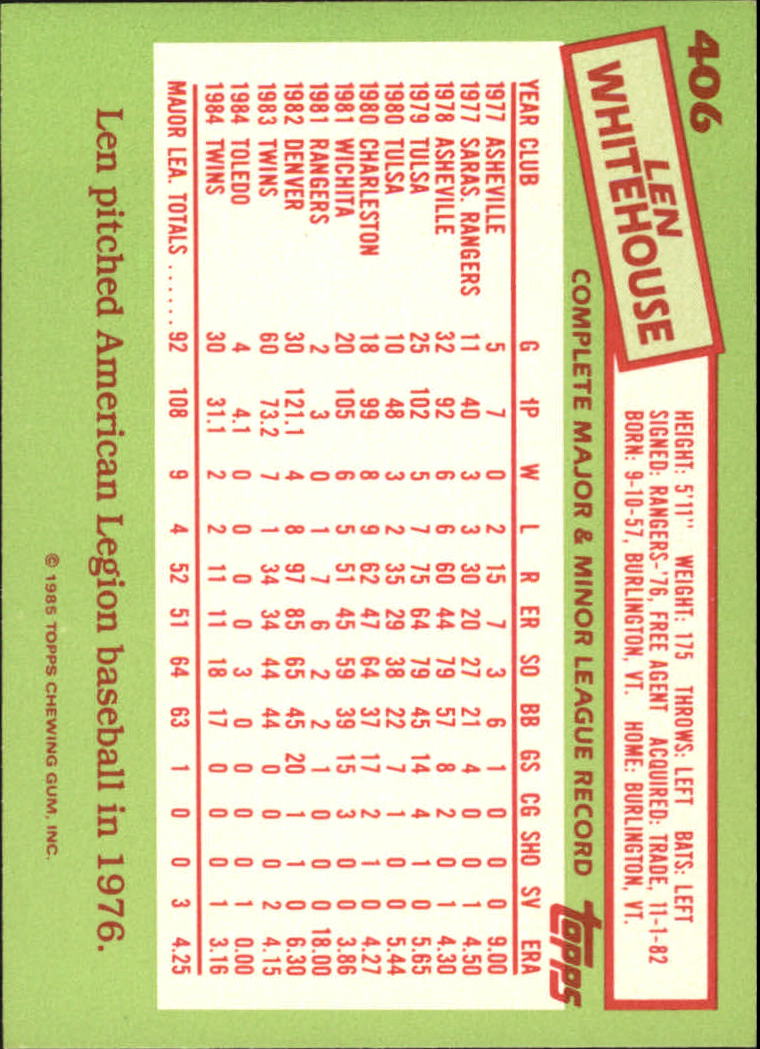 406
LEN
WHITEHOUSE
HEIGHT: 5'11" WEIGHT: 175 THROWS: LEFT BATS: LEFT
SIGNED: RANGERS-'76, FREE AGENT ACQUIRED: TRADE, 11-1-82
BORN: 9-10-57, BURLINGTON, VT. HOME: BURLINGTON, VT.
COMPLETE MAJOR & MINOR LEAGUE RECORD
topps
YEAR CLUB G IP W L R ER SO BB GS CG SHO SV ERA
1977 ASHEVILLE 5 7 0 2 15 7 3 6 1 0 0 0 9.00
1977 SARAS. RANGERS 11 40 3 3 30 20 27 21 4 0 0 1 4.50
1978 ASHEVILLE 32 92 6 6 60 44 79 57 8 2 0 1 4.30
1979 TULSA 25 102 5 7 75 64 79 45 14 4 1 0 5.65
1980 TULSA 10 48 3 2 35 29 38 22 7 1 0 0 5.44
1980 CHARLESTON 18 99 8 9 62 47 64 37 17 2 1 0 4.27
1981 WICHITA 20 105 6 5 51 45 59 39 15 3 0 0 3.86
1981 RANGERS 2 3 0 1 7 6 2 2 1 0 0 0 18.00
1982 DENVER 30 121.1 4 8 97 85 65 45 20 1 1 0 6.30
1983 TWINS 60 73.2 7 1 34 34 44 44 0 0 0 2 4.15
1984 TOLEDO 4 4.1 0 0 0 0 3 0 0 0 0 1 0.00
1984 TWINS 30 31.1 2 2 11 11 18 17 0 0 0 1 3.16
MAJOR LEA. TOTALS ...... 92 108 9 4 52 51 64 63 1 0 0 3 4.25
Len pitched American Legion baseball in 1976.
© 1985 TOPPS CHEWING GUM, INC.